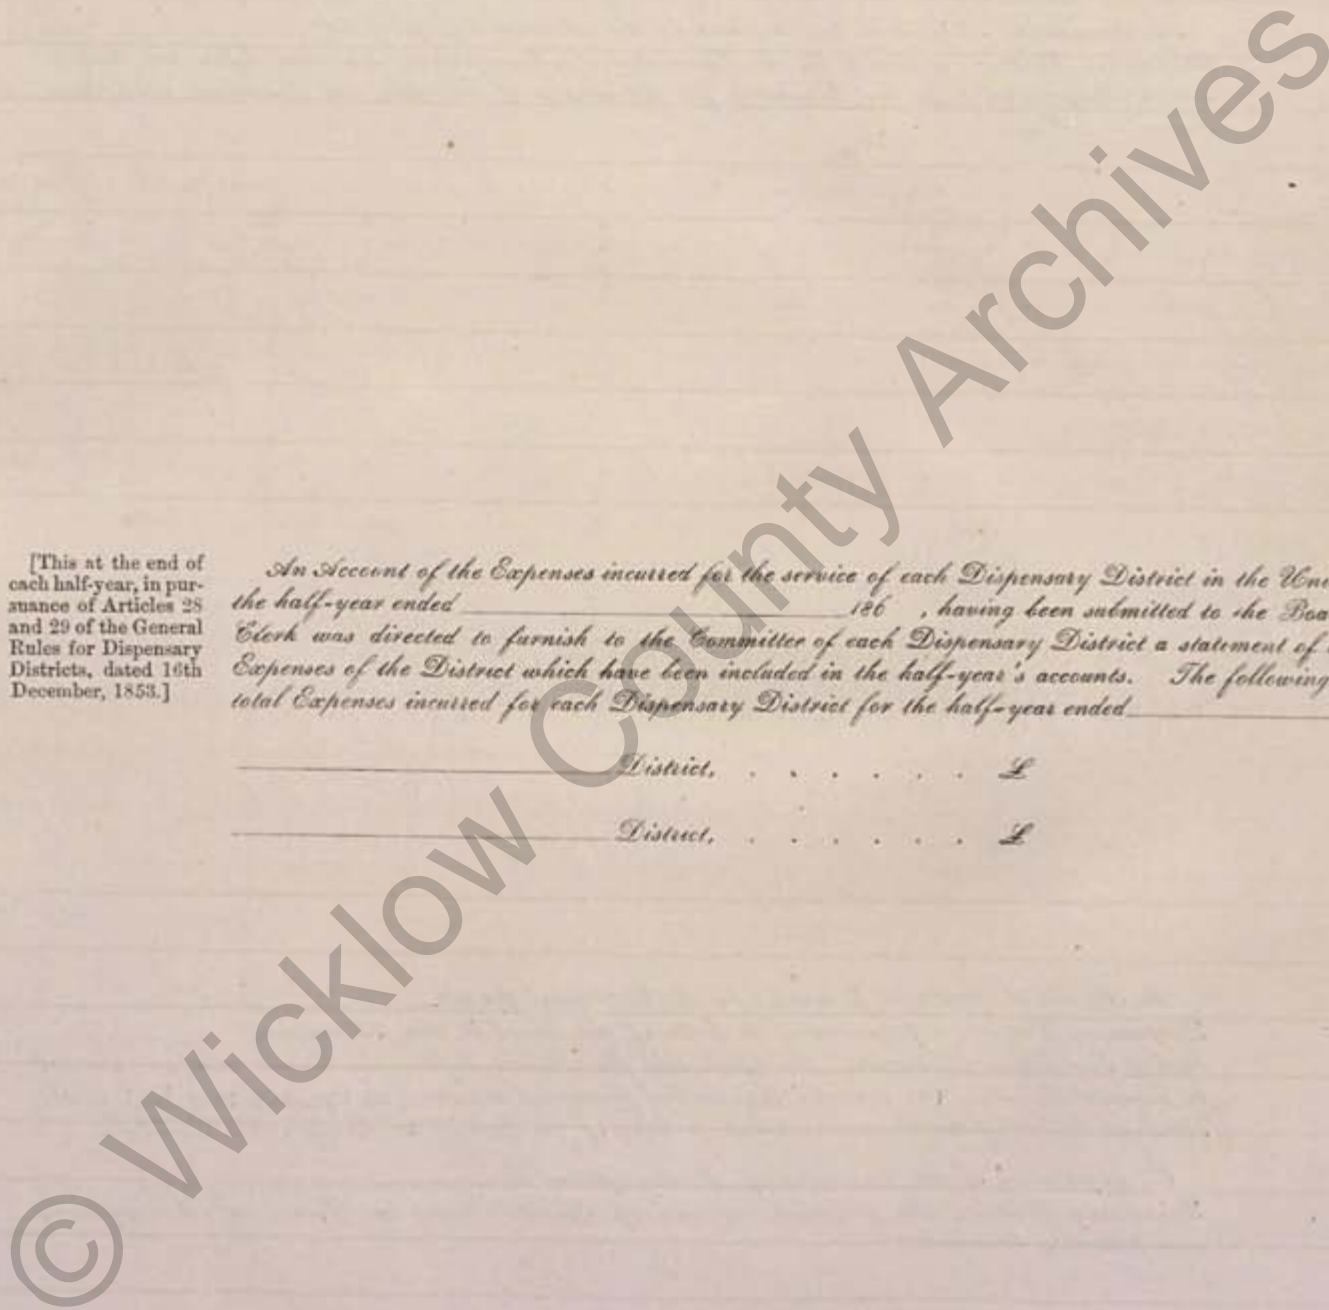 [This at the end of
each half-year, in pur-
suance of Articles 28
and 29 of the General
Rules for Dispensary
Districts, dated 16th
December, 1853.]
An Account of the Expenses incurred for the service of each Dispensary District in the Uni
the half-year ended 186 , having been submitted to the Boa
Clerk was directed to furnish to the Committee of each Dispensary District a statement of
Expenses of the District which have been included in the half-year's accounts. The following
total Expenses incurred for each Dispensary District for the half-year ended
District, . . . . . . £
District, . . . . . . £
© Wicklow County Archives